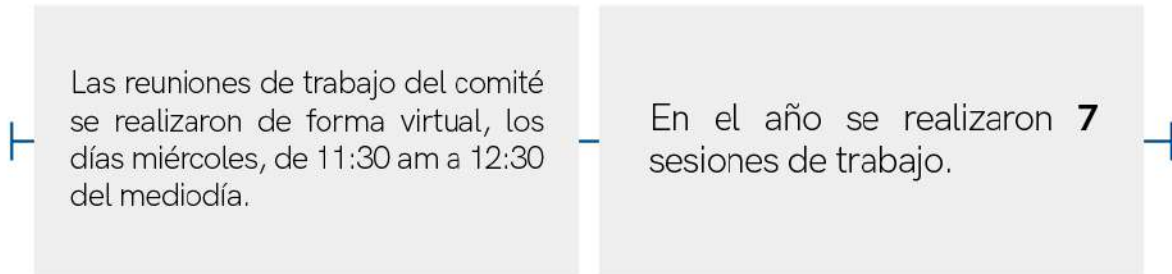 Las reuniones de trabajo del comité
se realizaron de forma virtual, los
días miércoles, de 11:30 am a 12:30
del mediodía.
En el año se realizaron 7
sesiones de trabajo.